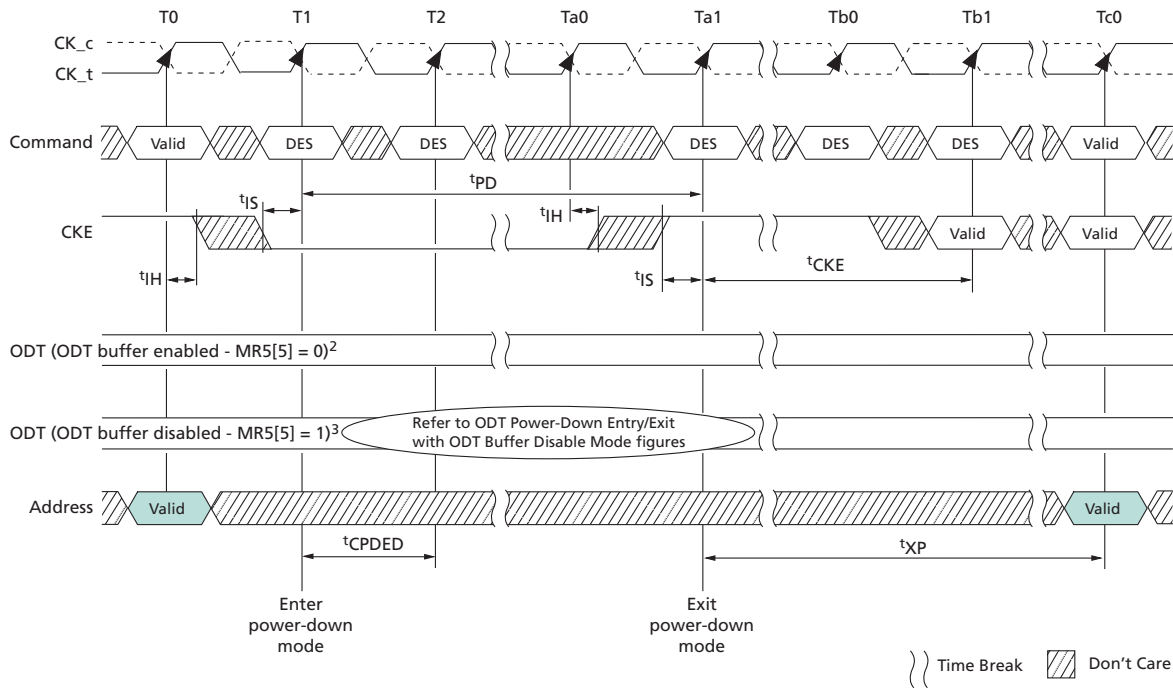 T0 T1 T2 Ta0 Ta1 Tb0 Tb1 Tc0
CK_c
CK_t
Command Valid DES DES DES DES DES Valid
tPD
tIS tIH
CKE Valid Valid
tIH tIS tCKE
ODT (ODT buffer enabled - MR5[5] = 0)2
ODT (ODT buffer disabled - MR5[5] = 1)3
Refer to ODT Power-Down Entry/Exit
with ODT Buffer Disable Mode figures
Address Valid Valid
tCPDED tXP
Enter
power-down
mode
Exit
power-down
mode
Time Break Don't Care